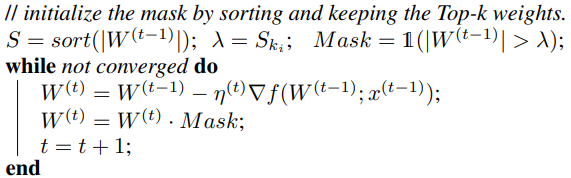 // initialize the mask by sorting and keeping the Top-k weights.
S = sort(|W^{(t−1)}|); λ = S_{k_i}; Mask = 𝟙(|W^{(t−1)}| > λ);
while not converged do
W^{(t)} = W^{(t−1)} − η^{(t)}∇f(W^{(t−1)}; x^{(t−1)});
W^{(t)} = W^{(t)} · Mask;
t = t + 1;
end